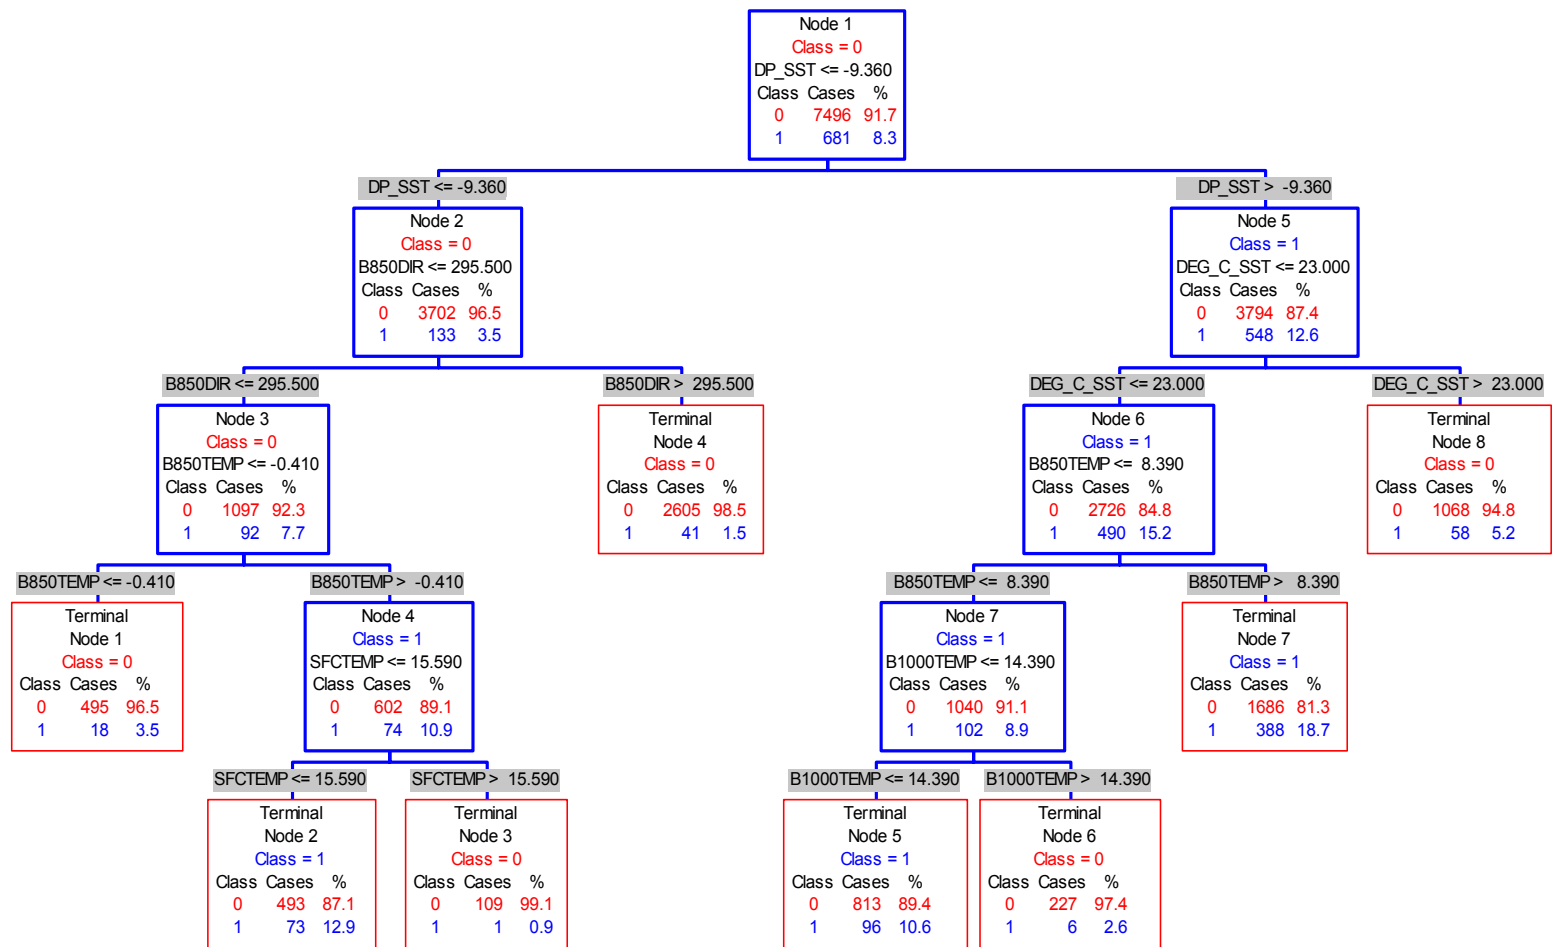 Node 1
Class = 0
DP_SST <= -9.360
Class Cases %
0 7496 91.7
1 681 8.3
DP_SST <= -9.360
DP_SST > -9.360
Node 2
Class = 0
B850DIR <= 295.500
Class Cases %
0 3702 96.5
1 133 3.5
Node 5
Class = 1
DEG_C_SST <= 23.000
Class Cases %
0 3794 87.4
1 548 12.6
B850DIR <= 295.500
B850DIR > 295.500
DEG_C_SST <= 23.000
DEG_C_SST > 23.000
Node 3
Class = 0
B850TEMP <= -0.410
Class Cases %
0 1097 92.3
1 92 7.7
Terminal
Node 4
Class = 0
Class Cases %
0 2605 98.5
1 41 1.5
Node 6
Class = 1
B850TEMP <= 8.390
Class Cases %
0 2726 84.8
1 490 15.2
Terminal
Node 8
Class = 0
Class Cases %
0 1068 94.8
1 58 5.2
B850TEMP <= -0.410
B850TEMP > -0.410
B850TEMP <= 8.390
B850TEMP > 8.390
Terminal
Node 1
Class = 0
Class Cases %
0 495 96.5
1 18 3.5
Node 4
Class = 1
SFCTEMP <= 15.590
Class Cases %
0 602 89.1
1 74 10.9
Node 7
Class = 1
B1000TEMP <= 14.390
Class Cases %
0 1040 91.1
1 102 8.9
Terminal
Node 7
Class = 1
Class Cases %
0 1686 81.3
1 388 18.7
SFCTEMP <= 15.590
SFCTEMP > 15.590
B1000TEMP <= 14.390
B1000TEMP > 14.390
Terminal
Node 2
Class = 1
Class Cases %
0 493 87.1
1 73 12.9
Terminal
Node 3
Class = 0
Class Cases %
0 109 99.1
1 1 0.9
Terminal
Node 5
Class = 1
Class Cases %
0 813 89.4
1 96 10.6
Terminal
Node 6
Class = 0
Class Cases %
0 227 97.4
1 6 2.6